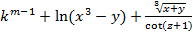 $k^{m-1} + \ln(x^3 - y) + \frac{\sqrt[3]{x+y}}{\cot(z+1)}$